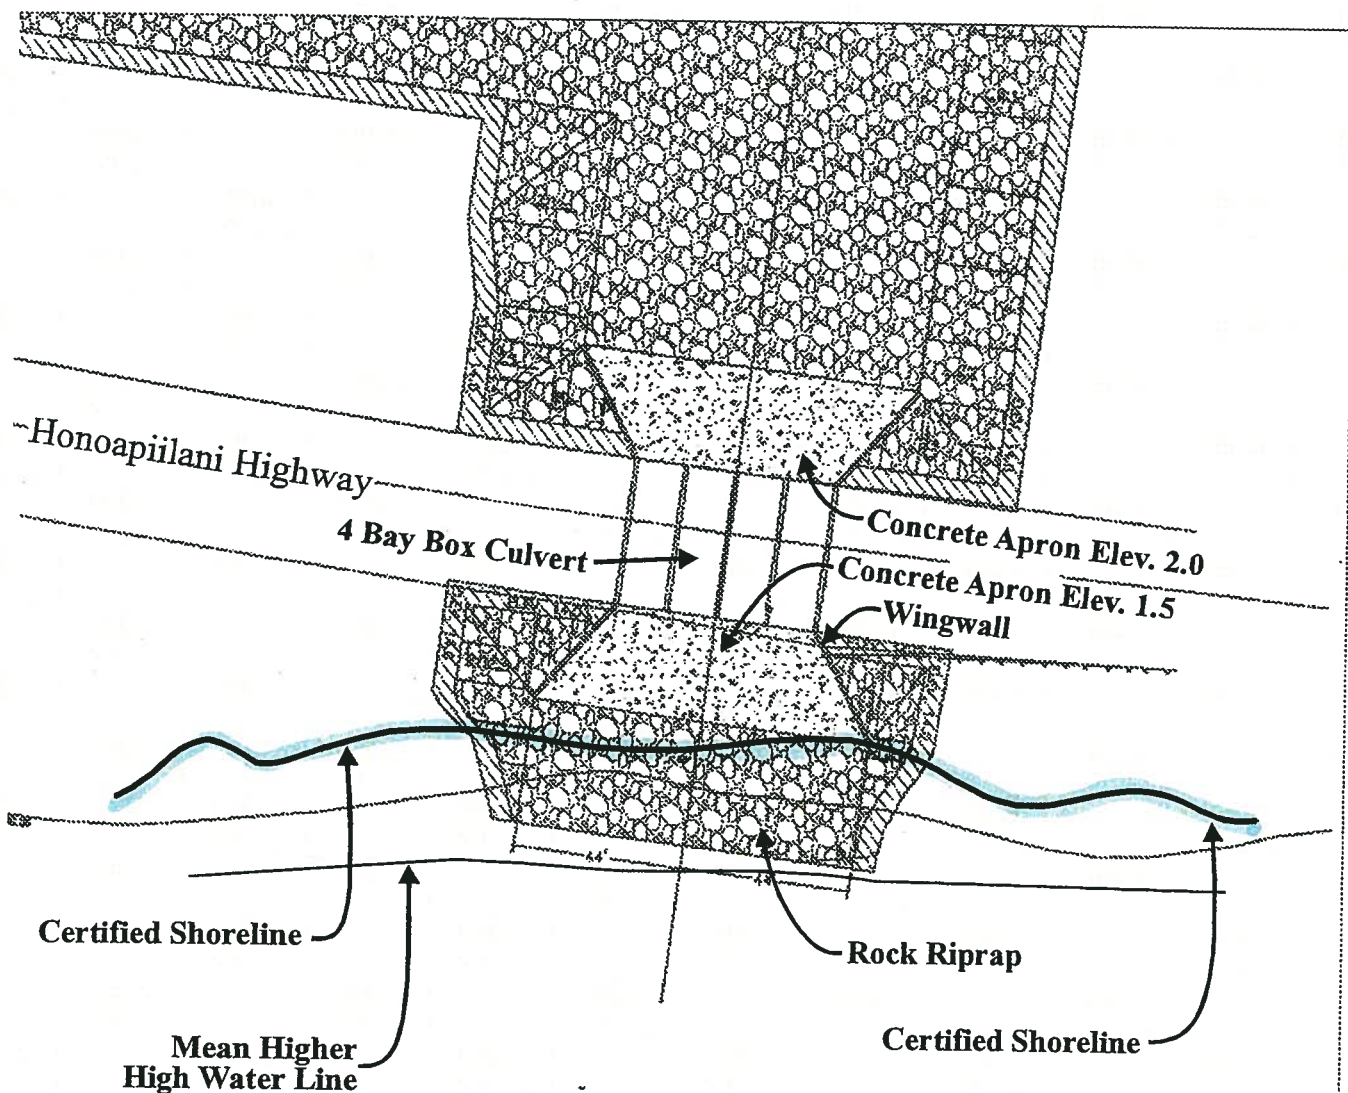 Honoapiilani Highway
4 Bay Box Culvert
Concrete Apron Elev. 2.0
Concrete Apron Elev. 1.5
Wingwall
44'
Certified Shoreline
Rock Riprap
Certified Shoreline
Mean Higher
High Water Line